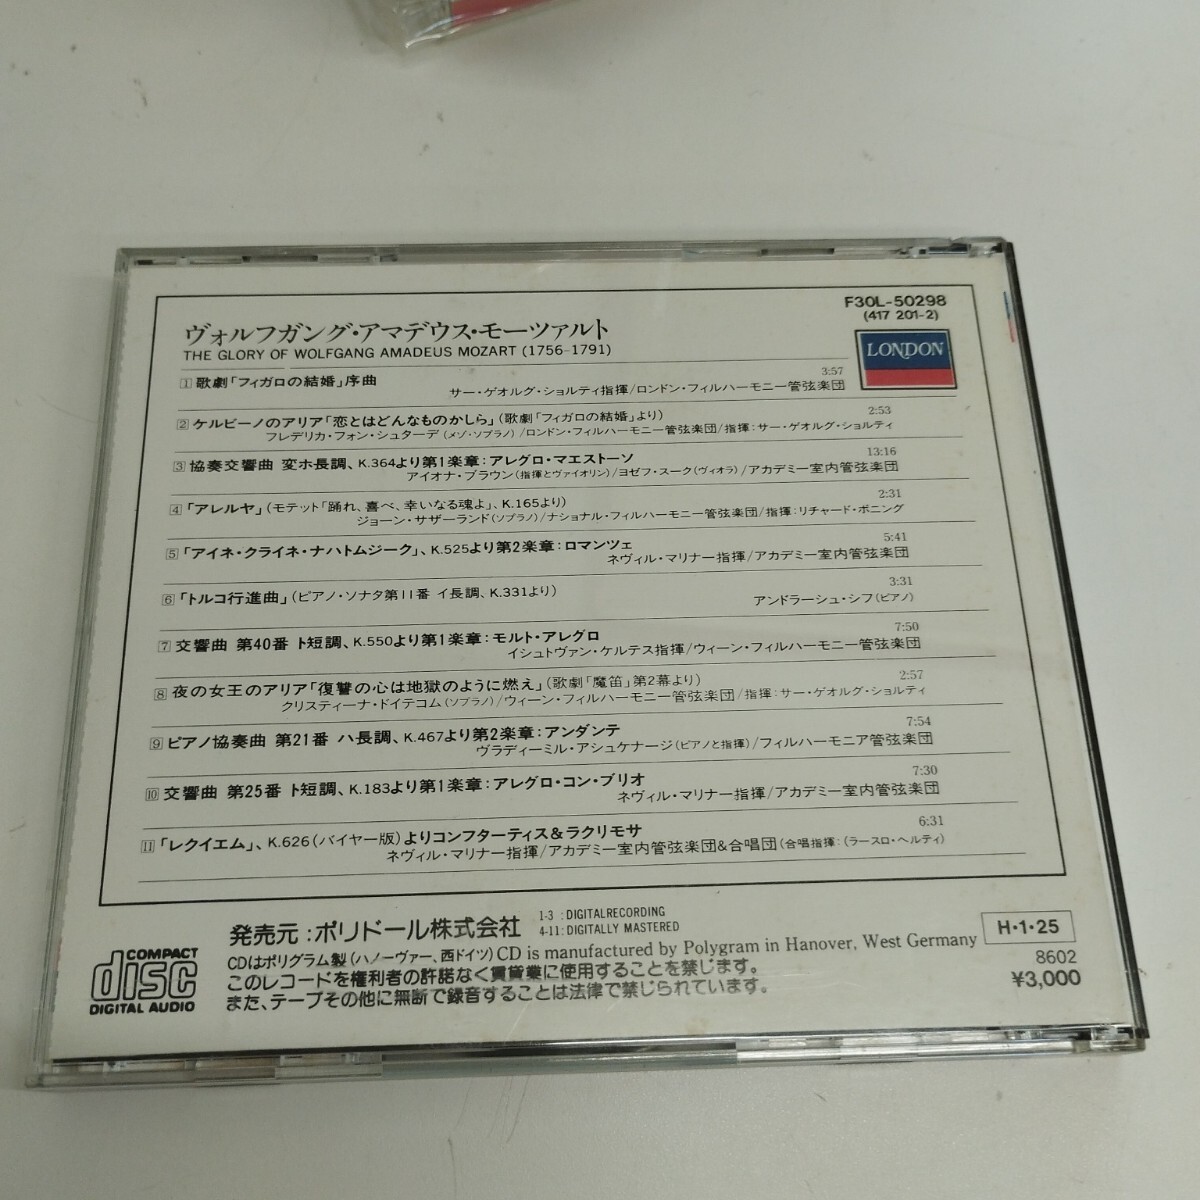 F30L-50298
(417 201-2)
LONDON
ヴォルフガング・アマデウス・モーツァルト
THE GLORY OF WOLFGANG AMADEUS MOZART (1756-1791)
1 歌劇「フィガロの結婚」序曲 3:57
サー・ゲオルグ・ショルティ指揮/ロンドン・フィルハーモニー管弦楽団
2 ケルビーノのアリア「恋とはどんなものかしら」(歌劇「フィガロの結婚」より) 2:53
フレデリカ・フォン・シュターデ(メゾ・ソプラノ)/ロンドン・フィルハーモニー管弦楽団/指揮:サー・ゲオルグ・ショルティ
3 協奏交響曲 変ホ長調、K.364より第1楽章:アレグロ・マエストーソ 13:16
アイオナ・ブラウン(指揮とヴァイオリン)/ヨゼフ・スーク(ヴィオラ)/アカデミー室内管弦楽団
4 「アレルヤ」(モテット「踊れ、喜べ、幸いなる魂よ」、K.165より) 2:31
ジョーン・サザーランド(ソプラノ)/ナショナル・フィルハーモニー管弦楽団/指揮:リチャード・ボニング
5 「アイネ・クライネ・ナハトムジーク」、K.525より第2楽章:ロマンツェ 5:41
ネヴィル・マリナー指揮/アカデミー室内管弦楽団
6 「トルコ行進曲」(ピアノ・ソナタ第11番 イ長調、K.331より) 3:31
アンドラーシュ・シフ(ピアノ)
7 交響曲 第40番 ト短調、K.550より第1楽章:モルト・アレグロ 7:50
イシュトヴァン・ケルテス指揮/ウィーン・フィルハーモニー管弦楽団
8 夜の女王のアリア「復讐の心は地獄のように燃え」(歌劇「魔笛」第2幕より) 2:57
クリスティーナ・ドイテコム(ソプラノ)/ウィーン・フィルハーモニー管弦楽団/指揮:サー・ゲオルグ・ショルティ
9 ピアノ協奏曲 第21番 ハ長調、K.467より第2楽章:アンダンテ 7:54
ヴラディーミル・アシュケナージ(ピアノと指揮)/フィルハーモニア管弦楽団
10 交響曲 第25番 ト短調、K.183より第1楽章:アレグロ・コン・ブリオ 7:30
ネヴィル・マリナー指揮/アカデミー室内管弦楽団
11 「レクイエム」、K.626(バイヤー版)よりコンフターティス&ラクリモサ 6:31
ネヴィル・マリナー指揮/アカデミー室内管弦楽団&合唱団(合唱指揮:(ラースロ・ヘルティ)
発売元:ポリドール株式会社
1-3 :DIGITALRECORDING
4-11:DIGITALLY MASTERED
H・1・25
COMPACT
disc
DIGITAL AUDIO
CDはポリグラム製(ハノーヴァー、西ドイツ) CD is manufactured by Polygram in Hanover, West Germany
このレコードを権利者の許諾なく賃貸業に使用することを禁じます。
また、テープその他に無断で録音することは法律で禁じられています。
8602
¥3,000